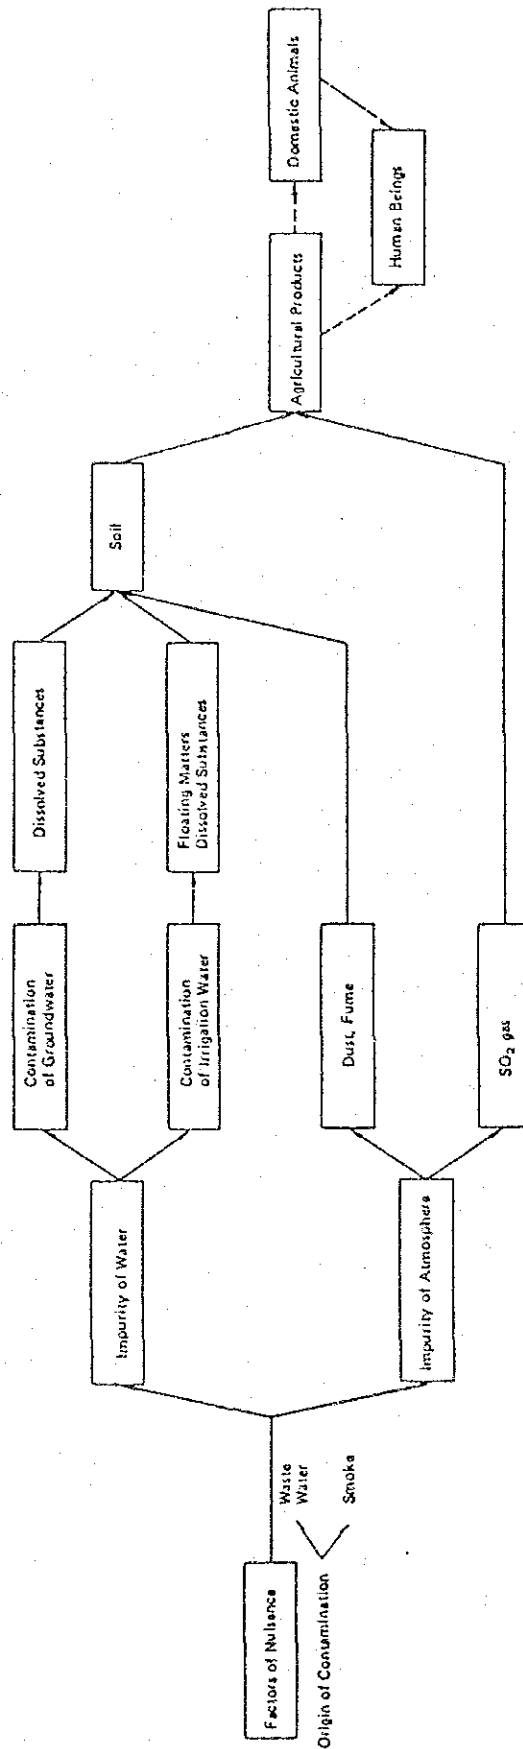 Factors of Nuisance
Origin of Contamination
Waste
Water
Smoke
Impurity of Water
Impurity of Atmosphere
Contamination
of Groundwater
Contamination
of Irrigation Water
Dust, Fume
SO₂ gas
Dissolved Substances
Floating Matters
Dissolved Substances
Soil
Agricultural Products
Domestic Animals
Human Beings